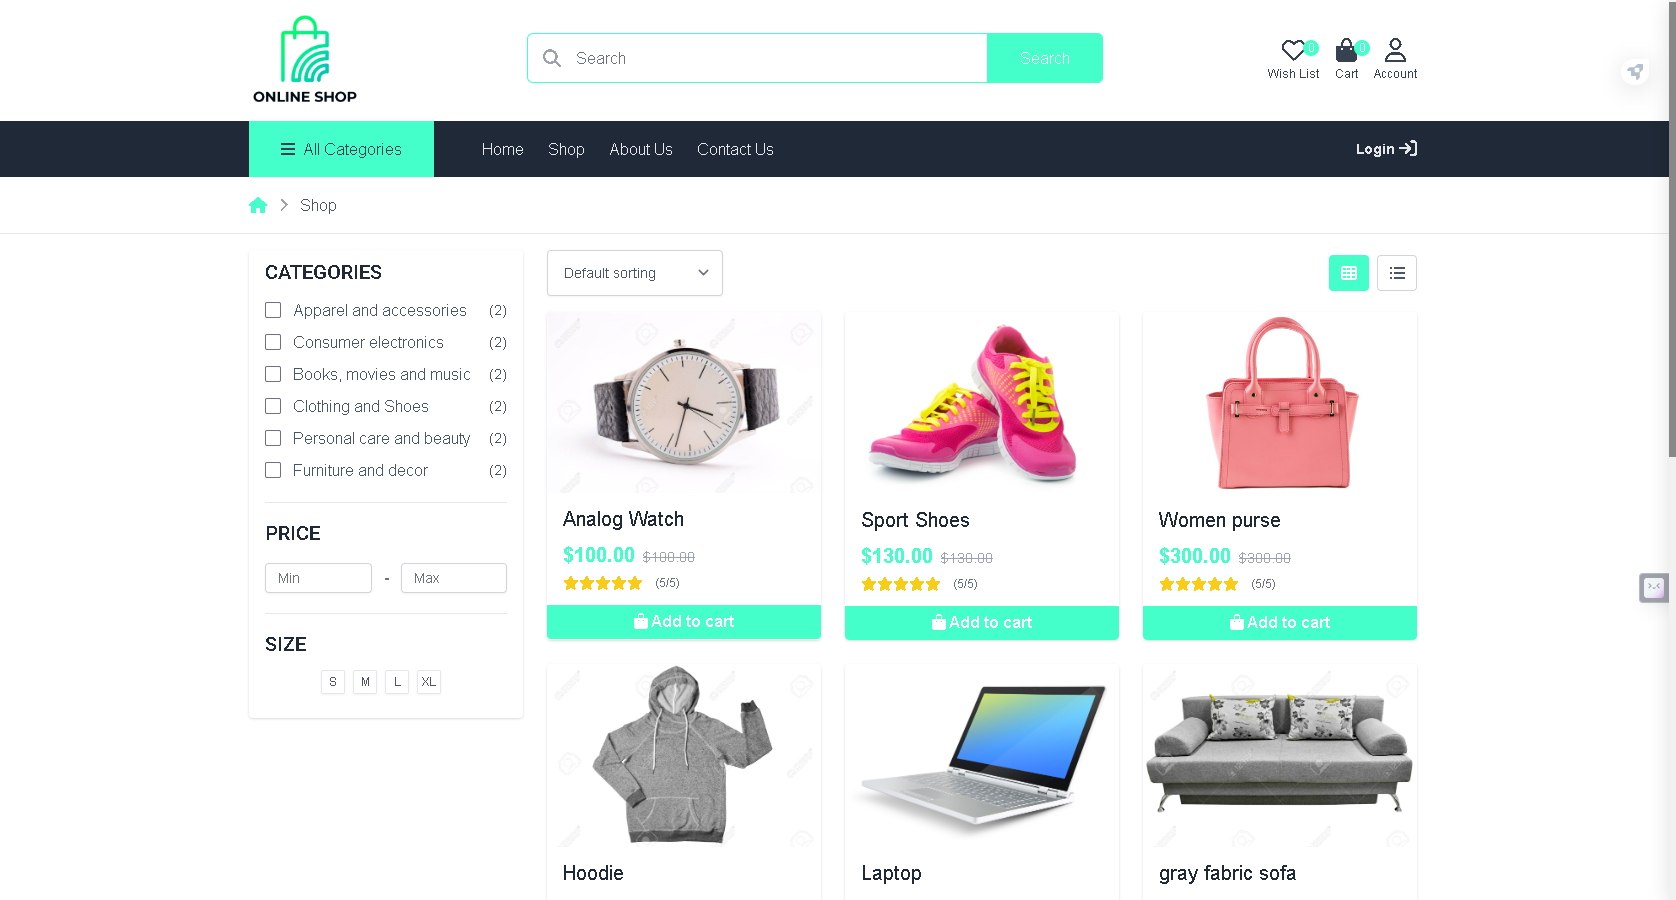 ONLINE SHOP
Search
Search
0
0
Wish List
Cart
Account
All Categories
Home
Shop
About Us
Contact Us
Login
Shop
CATEGORIES
Apparel and accessories (2)
Consumer electronics (2)
Books, movies and music (2)
Clothing and Shoes (2)
Personal care and beauty (2)
Furniture and decor (2)
PRICE
Min - Max
SIZE
S M L XL
Default sorting
Analog Watch
$100.00 $100.00
(5/5)
Add to cart
Sport Shoes
$130.00 $130.00
(5/5)
Add to cart
Women purse
$300.00 $300.00
(5/5)
Add to cart
Hoodie
Laptop
gray fabric sofa